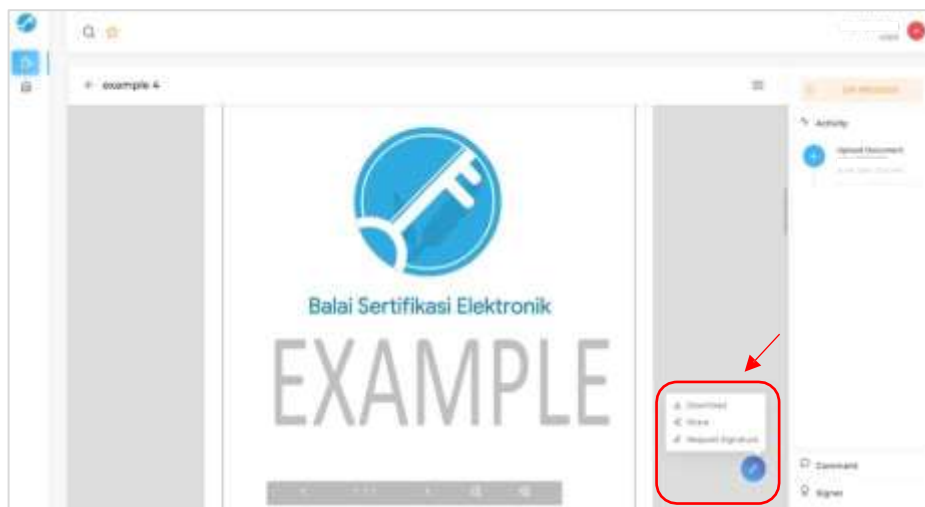 example 4
Activity
Upload Document
Balai Sertifikasi Elektronik
EXAMPLE
Download
Share
Request Signature
Comment
Signer